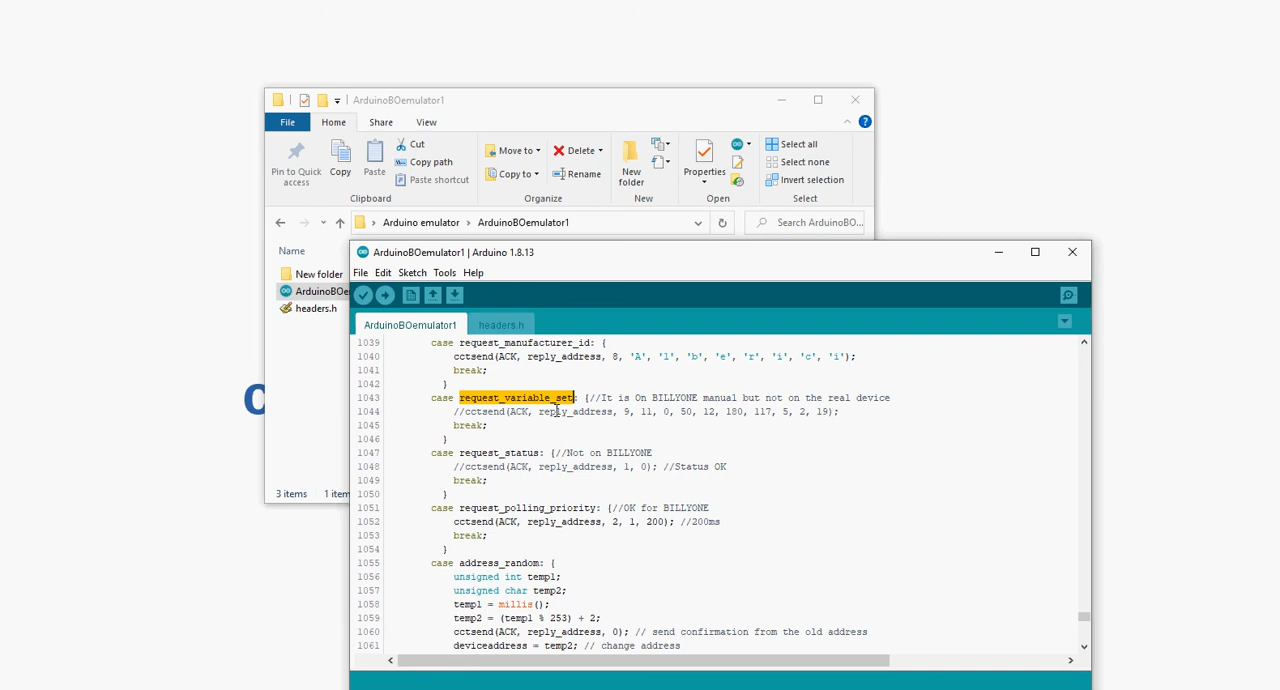 ArduinoBOemulator1
File Home Share View
Pin to Quick access
Copy
Paste
Cut
Copy path
Paste shortcut
Clipboard
Move to
Copy to
Delete
Rename
Organize
New folder
New
Properties
Open
Select all
Select none
Invert selection
Select
Arduino emulator > ArduinoBOemulator1
Search ArduinoBO...
Name
New folder
ArduinoBOe
headers.h
3 items 1 item
ArduinoBOemulator1 | Arduino 1.8.13
File Edit Sketch Tools Help
ArduinoBOemulator1 headers.h
1039 case request_manufacturer_id: {
1040 cctsend(ACK, reply_address, 8, 'A', 'l', 'b', 'e', 'r', 'i', 'c', 'i');
1041 break;
1042 }
1043 case request_variable_set: {//It is On BILLYONE manual but not on the real device
1044 //cctsend(ACK, reply_address, 9, 11, 0, 50, 12, 180, 117, 5, 2, 19);
1045 break;
1046 }
1047 case request_status: {//Not on BILLYONE
1048 //cctsend(ACK, reply_address, 1, 0); //Status OK
1049 break;
1050 }
1051 case request_polling_priority: {//OK for BILLYONE
1052 cctsend(ACK, reply_address, 2, 1, 200); //200ms
1053 break;
1054 }
1055 case address_random: {
1056 unsigned int temp1;
1057 unsigned char temp2;
1058 temp1 = millis();
1059 temp2 = (temp1 % 253) + 2;
1060 cctsend(ACK, reply_address, 0); // send confirmation from the old address
1061 deviceaddress = temp2; // change address